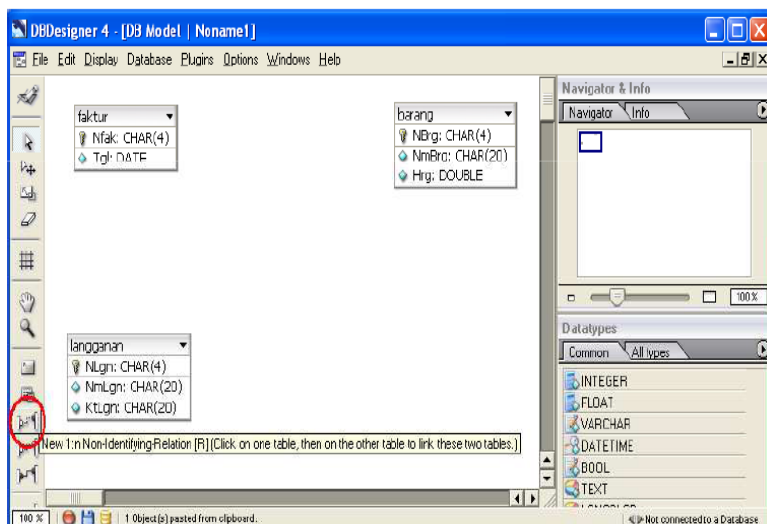 DBDesigner 4 - [DB Model | Noname1]
File Edit Display Database Plugins Options Windows Help
faktur
Nfak: CHAR(4)
Tgl: DATE
barang
NBrg: CHAR(4)
NmBrg: CHAR(20)
Hrg: DOUBLE
langganan
NLgn: CHAR(4)
NmLgn: CHAR(20)
KtLgn: CHAR(20)
New 1:n Non-Identifying-Relation [R] (Click on one table, then on the other table to link these two tables.)
Navigator & Info
Navigator Info
100 %
Datatypes
Common All Types
INTEGER
FLOAT
VARCHAR
DATETIME
BOOL
TEXT
100 % 1 Object(s) pasted from clipboard. Not connected to a Database